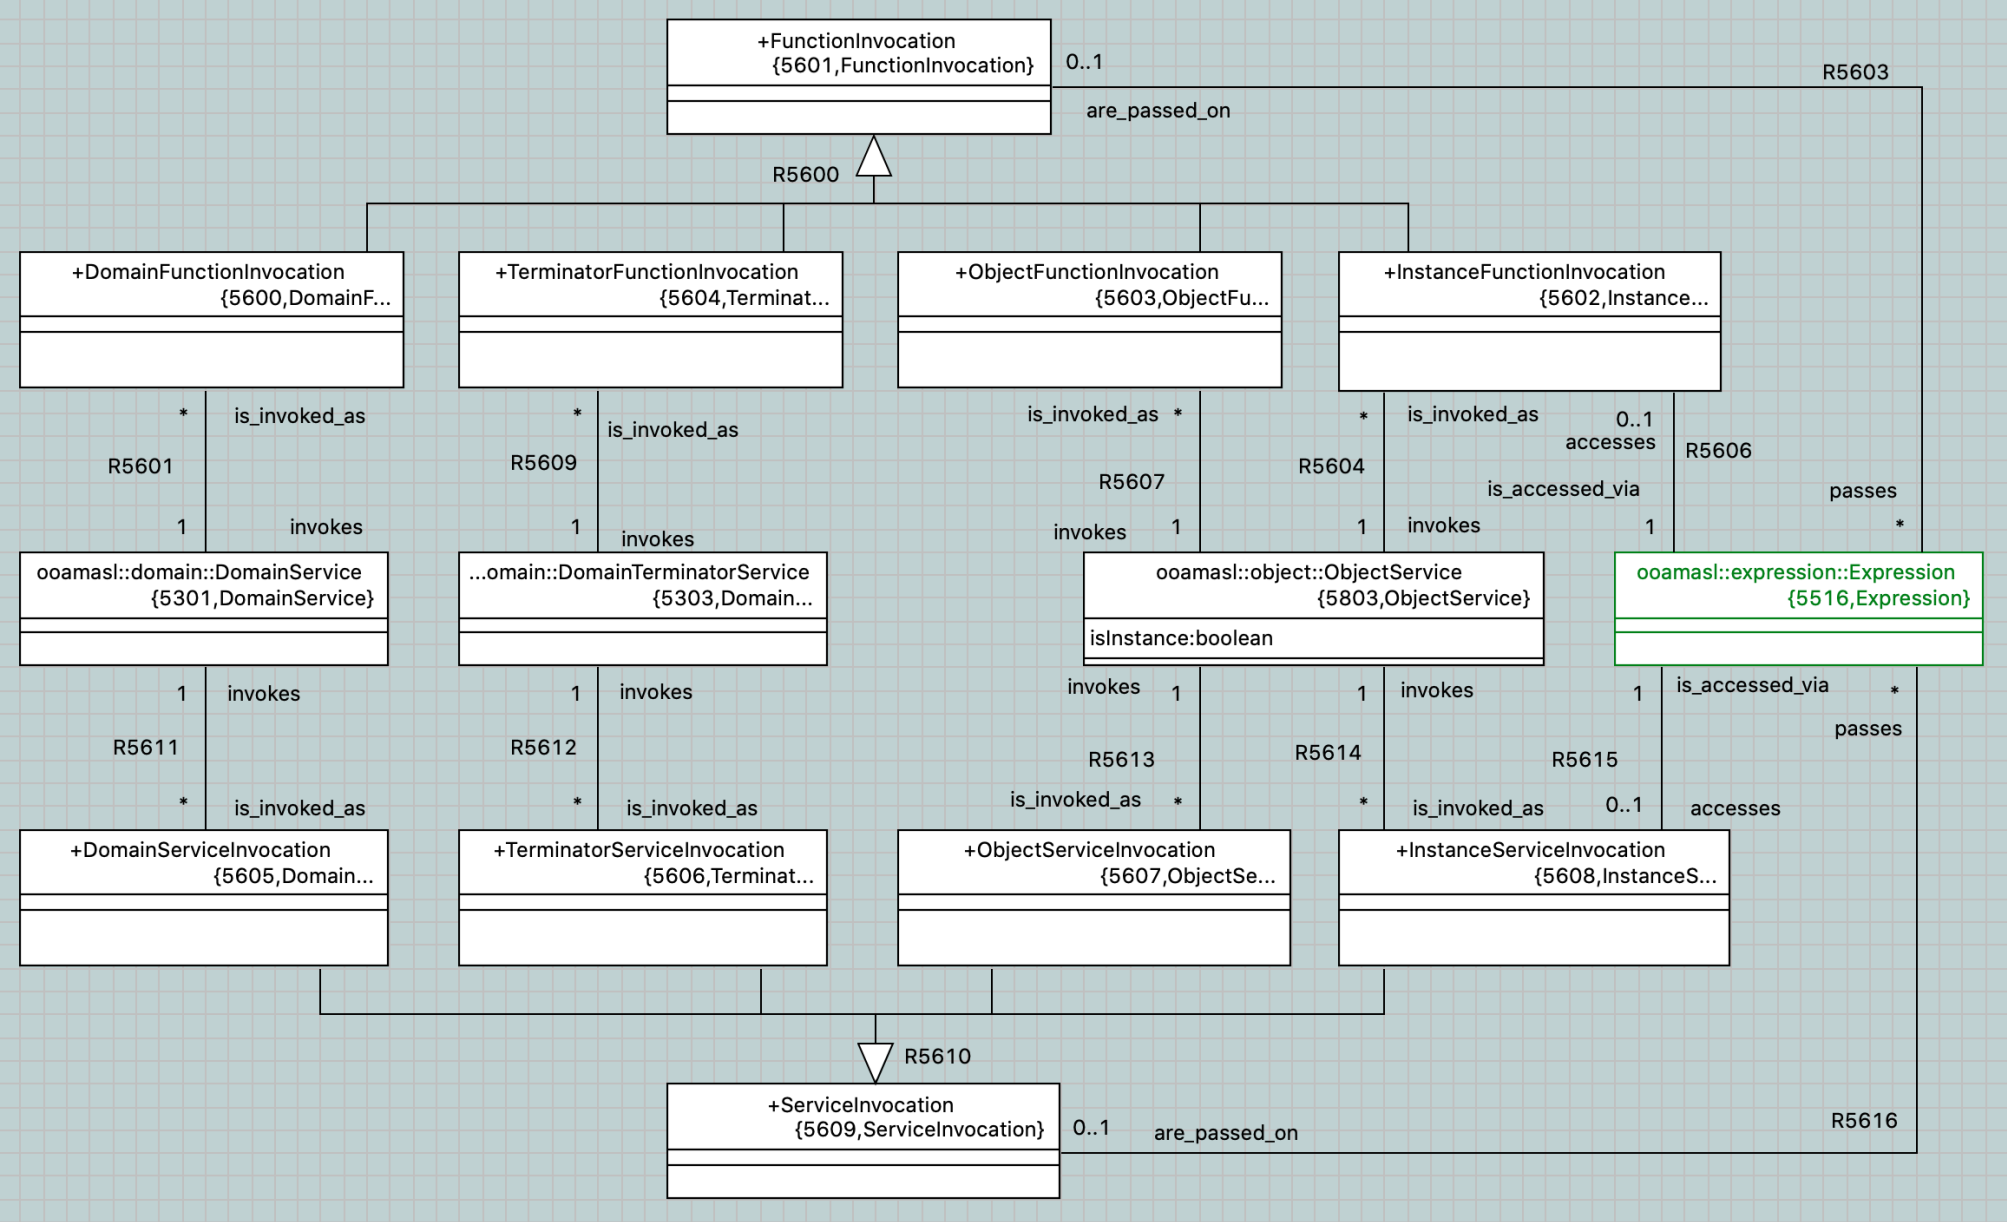 +FunctionInvocation
{5601,FunctionInvocation}
0..1
R5603
are_passed_on
R5600
+DomainFunctionInvocation
{5600,DomainF...
+TerminatorFunctionInvocation
{5604,Terminat...
+ObjectFunctionInvocation
{5603,ObjectFu...
+InstanceFunctionInvocation
{5602,Instance...
* is_invoked_as
R5601
1 invokes
* is_invoked_as
R5609
1 invokes
is_invoked_as *
R5607
invokes 1
* is_invoked_as
R5604
1 invokes
0..1
accesses
R5606
is_accessed_via
1
passes
*
ooamasl::domain::DomainService
{5301,DomainService}
...omain::DomainTerminatorService
{5303,Domain...
ooamasl::object::ObjectService
{5803,ObjectService}
isInstance:boolean
ooamasl::expression::Expression
{5516,Expression}
1 invokes
R5611
* is_invoked_as
1 invokes
R5612
* is_invoked_as
invokes 1
R5613
is_invoked_as *
1 invokes
R5614
* is_invoked_as
1 is_accessed_via
R5615
0..1 accesses
*
passes
+DomainServiceInvocation
{5605,Domain...
+TerminatorServiceInvocation
{5606,Terminat...
+ObjectServiceInvocation
{5607,ObjectSe...
+InstanceServiceInvocation
{5608,InstanceS...
R5610
+ServiceInvocation
{5609,ServiceInvocation}
0..1 are_passed_on
R5616